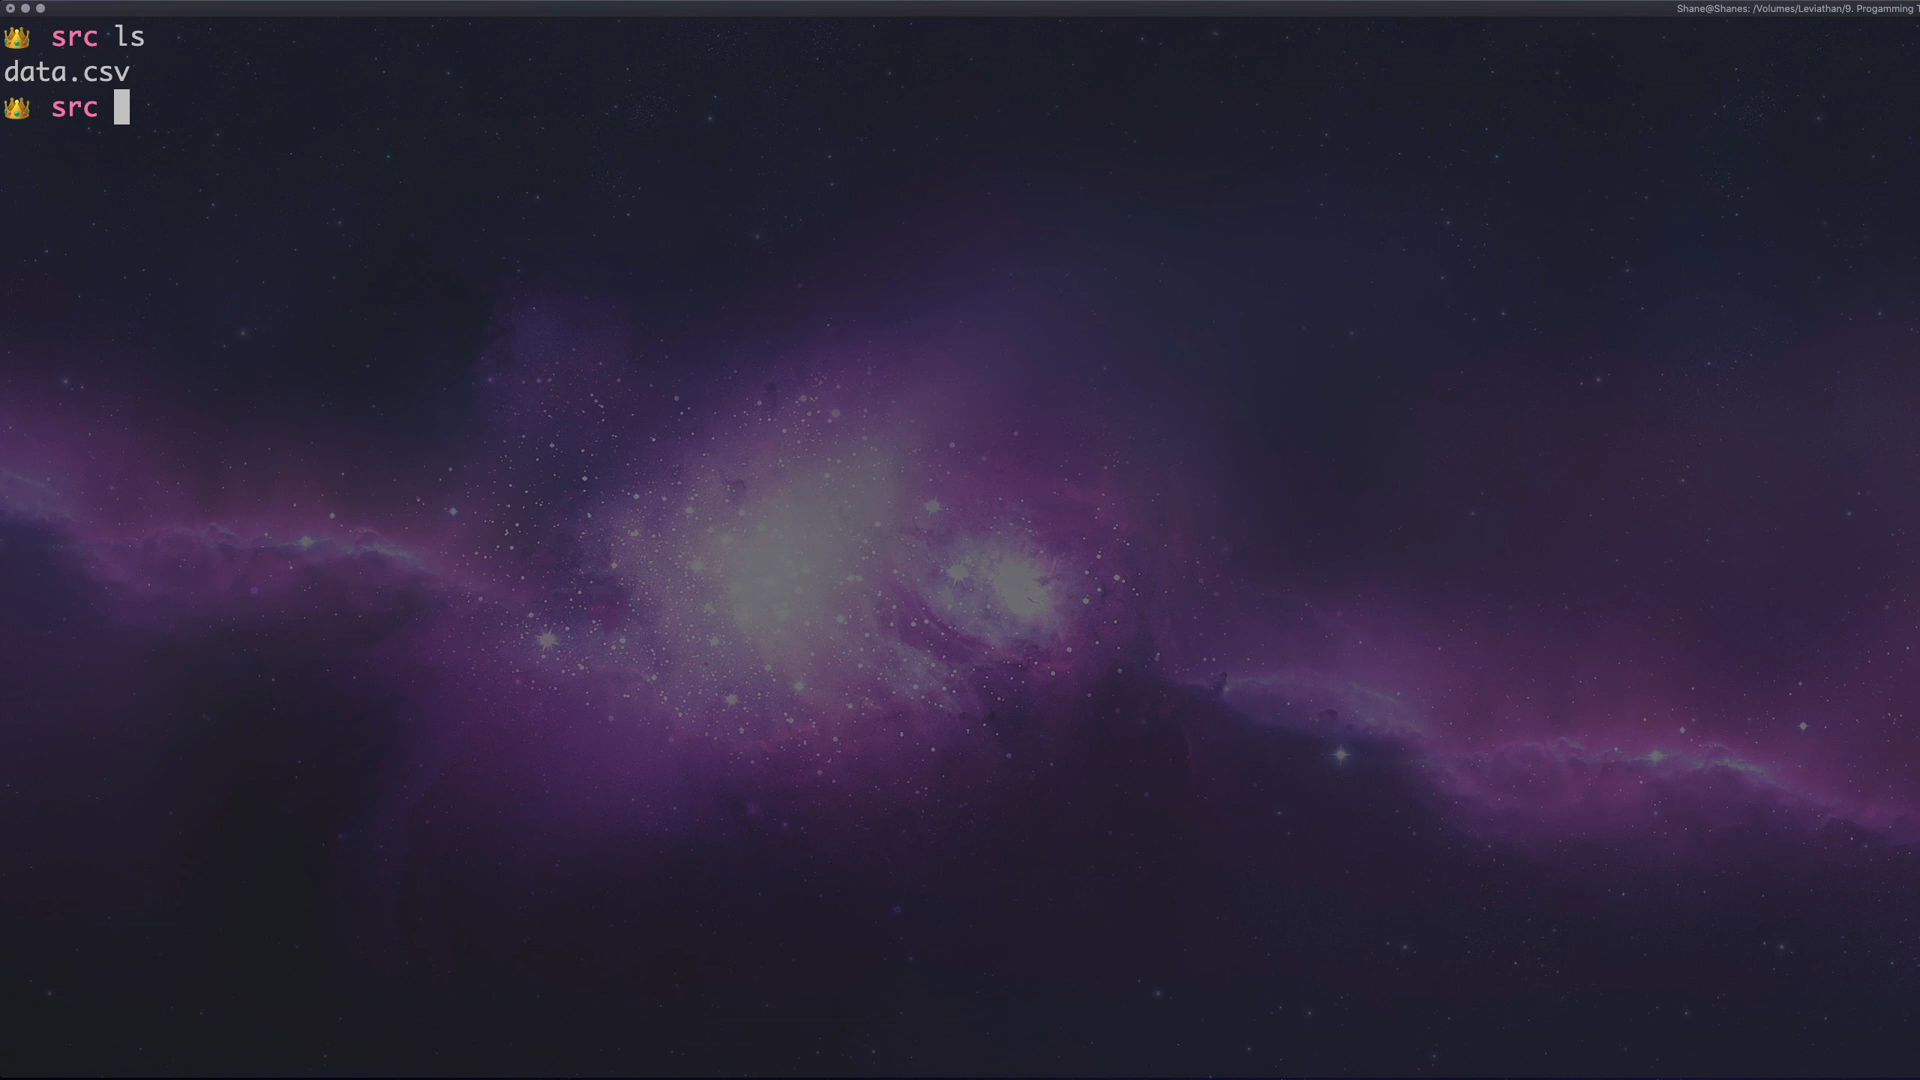 Shane@Shanes: /Volumes/Leviathan/9. Progamming T
src ls
data.csv
src